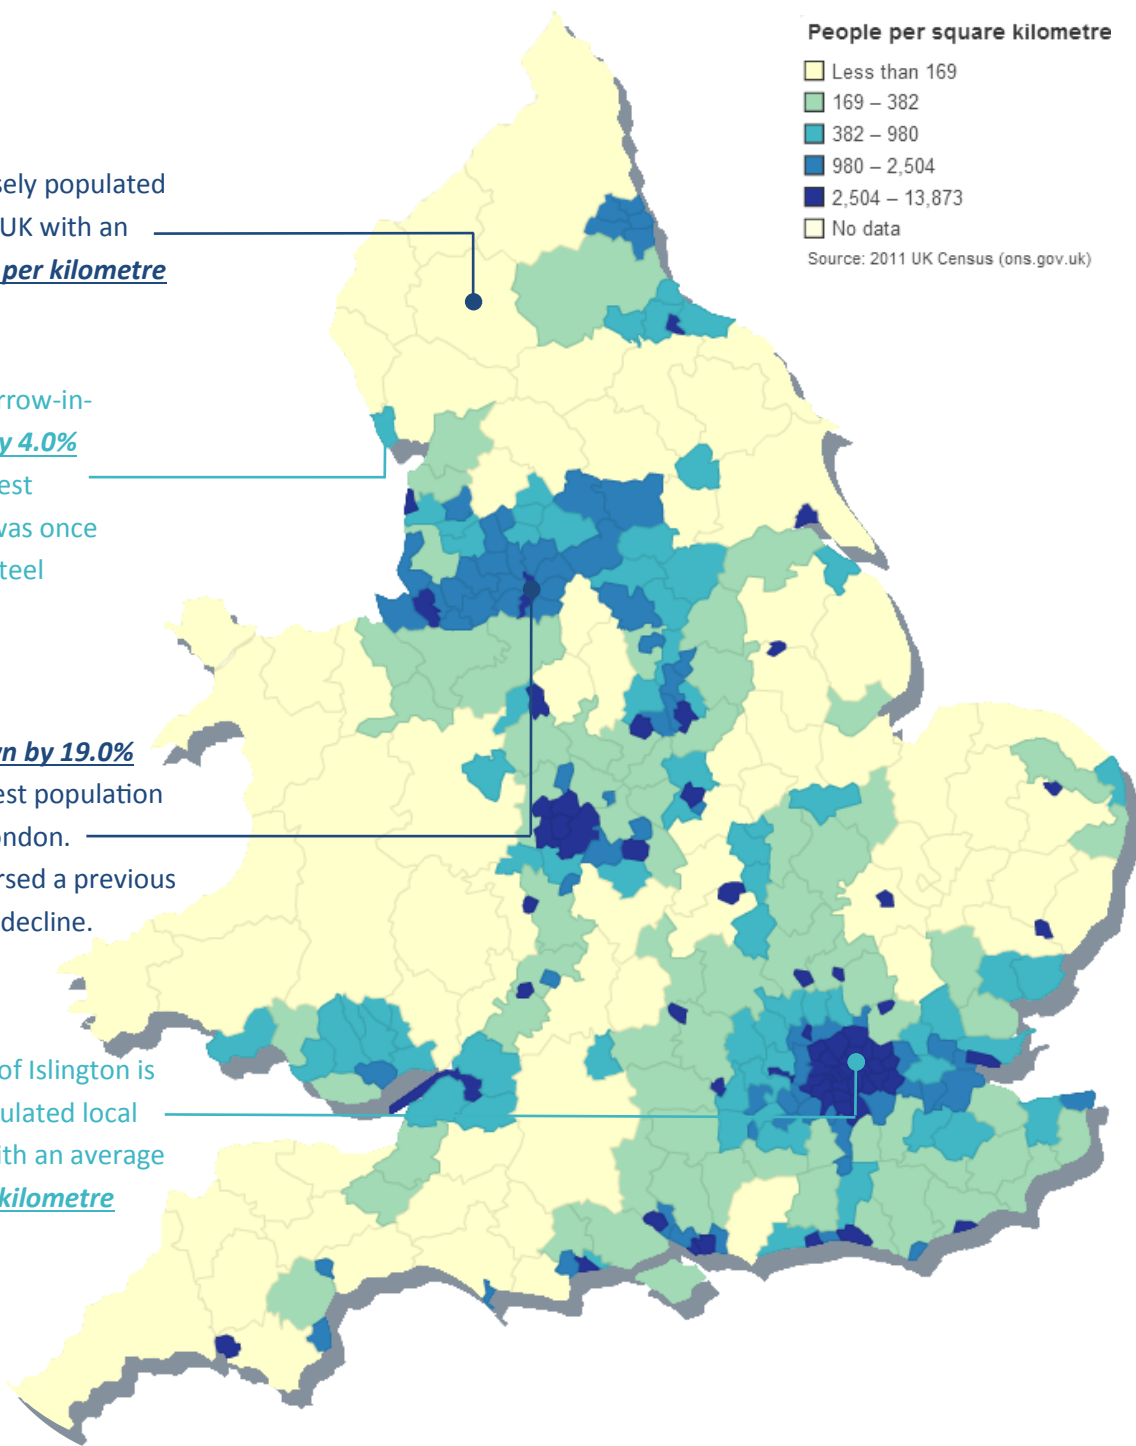 People per square kilometre
Less than 169
169 – 382
382 – 980
980 – 2,504
2,504 – 13,873
No data
Source: 2011 UK Census (ons.gov.uk)
sely populated
UK with an
per kilometre
rrow-in-
y 4.0%
est
was once
teel
n by 19.0%
est population
ondon.
rsed a previous
decline.
of Islington is
ulated local
ith an average
kilometre